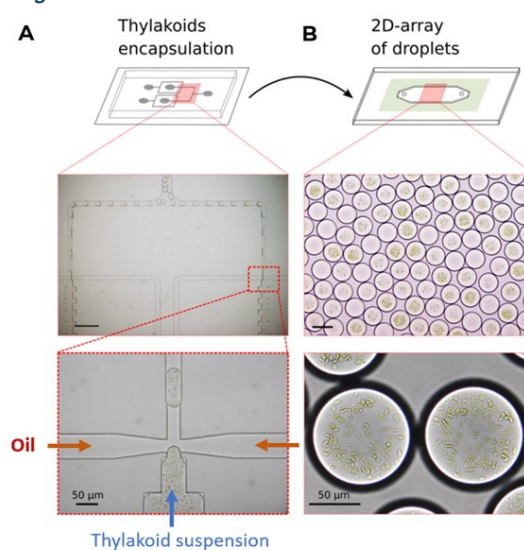 A
Thylakoids
encapsulation
B
2D-array
of droplets
Oil
50 µm
50 µm
Thylakoid suspension